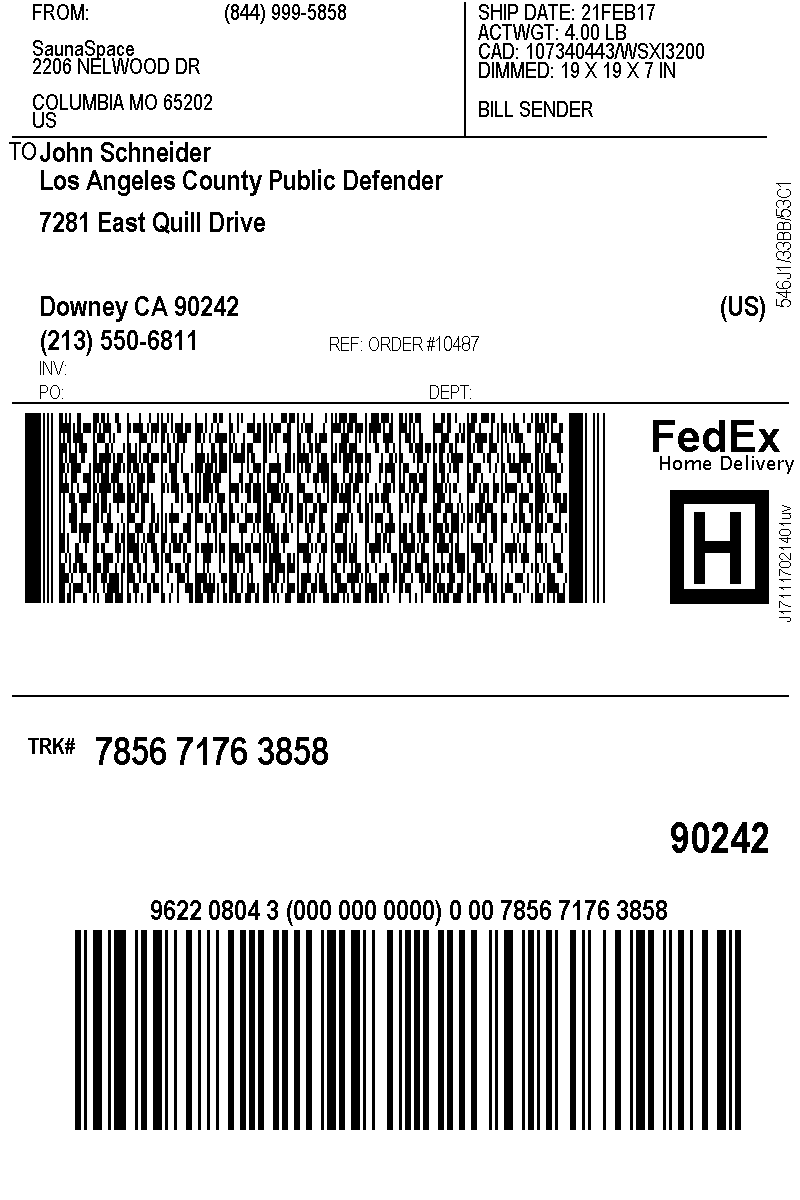 FROM: (844) 999-5858
SaunaSpace
2206 NELWOOD DR
COLUMBIA MO 65202
US
SHIP DATE: 21FEB17
ACTWGT: 4.00 LB
CAD: 107340443/WSXI3200
DIMMED: 19 X 19 X 7 IN
BILL SENDER
TO John Schneider
Los Angeles County Public Defender
7281 East Quill Drive
Downey CA 90242 (US)
(213) 550-6811 REF: ORDER #10487
INV:
PO: DEPT:
546J1/33BB/53C1
FedEx
Home Delivery
H
J171117021401uv
TRK# 7856 7176 3858
90242
9622 0804 3 (000 000 0000) 0 00 7856 7176 3858